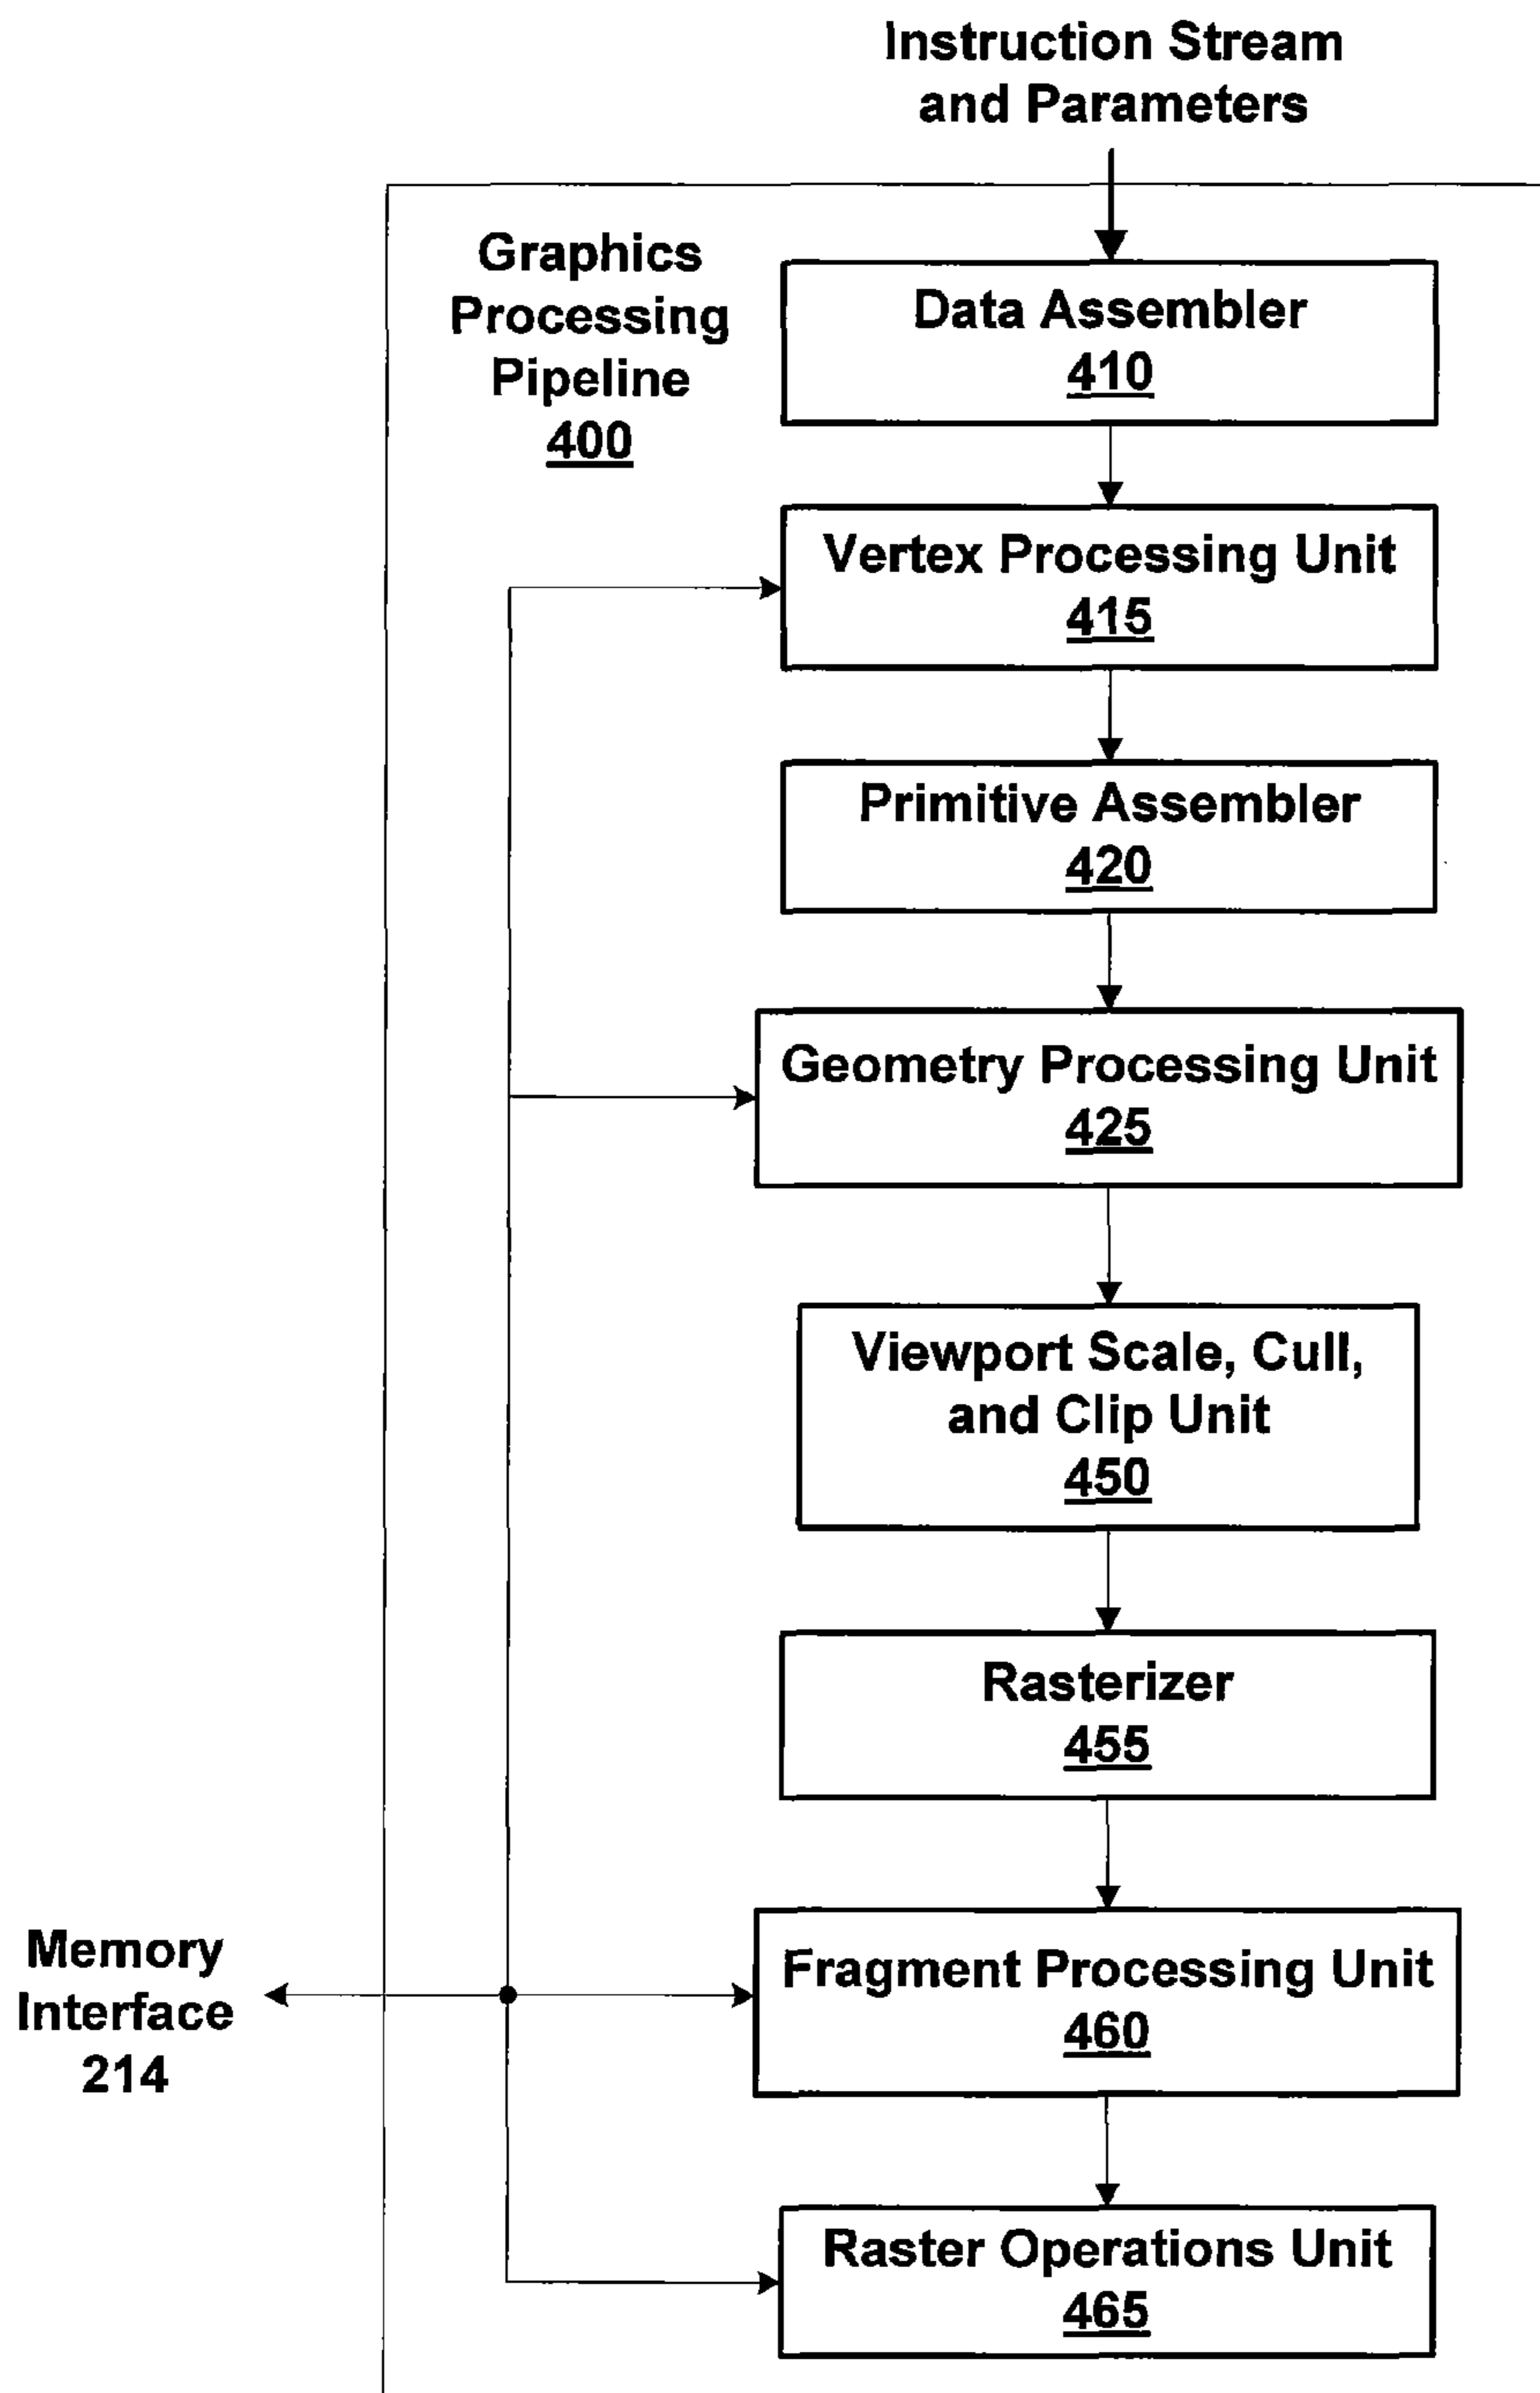 Instruction Stream
and Parameters
Graphics
Processing
Pipeline
400
Data Assembler
410
Vertex Processing Unit
415
Primitive Assembler
420
Geometry Processing Unit
425
Viewport Scale, Cull,
and Clip Unit
450
Rasterizer
455
Memory
Interface
214
Fragment Processing Unit
460
Raster Operations Unit
465